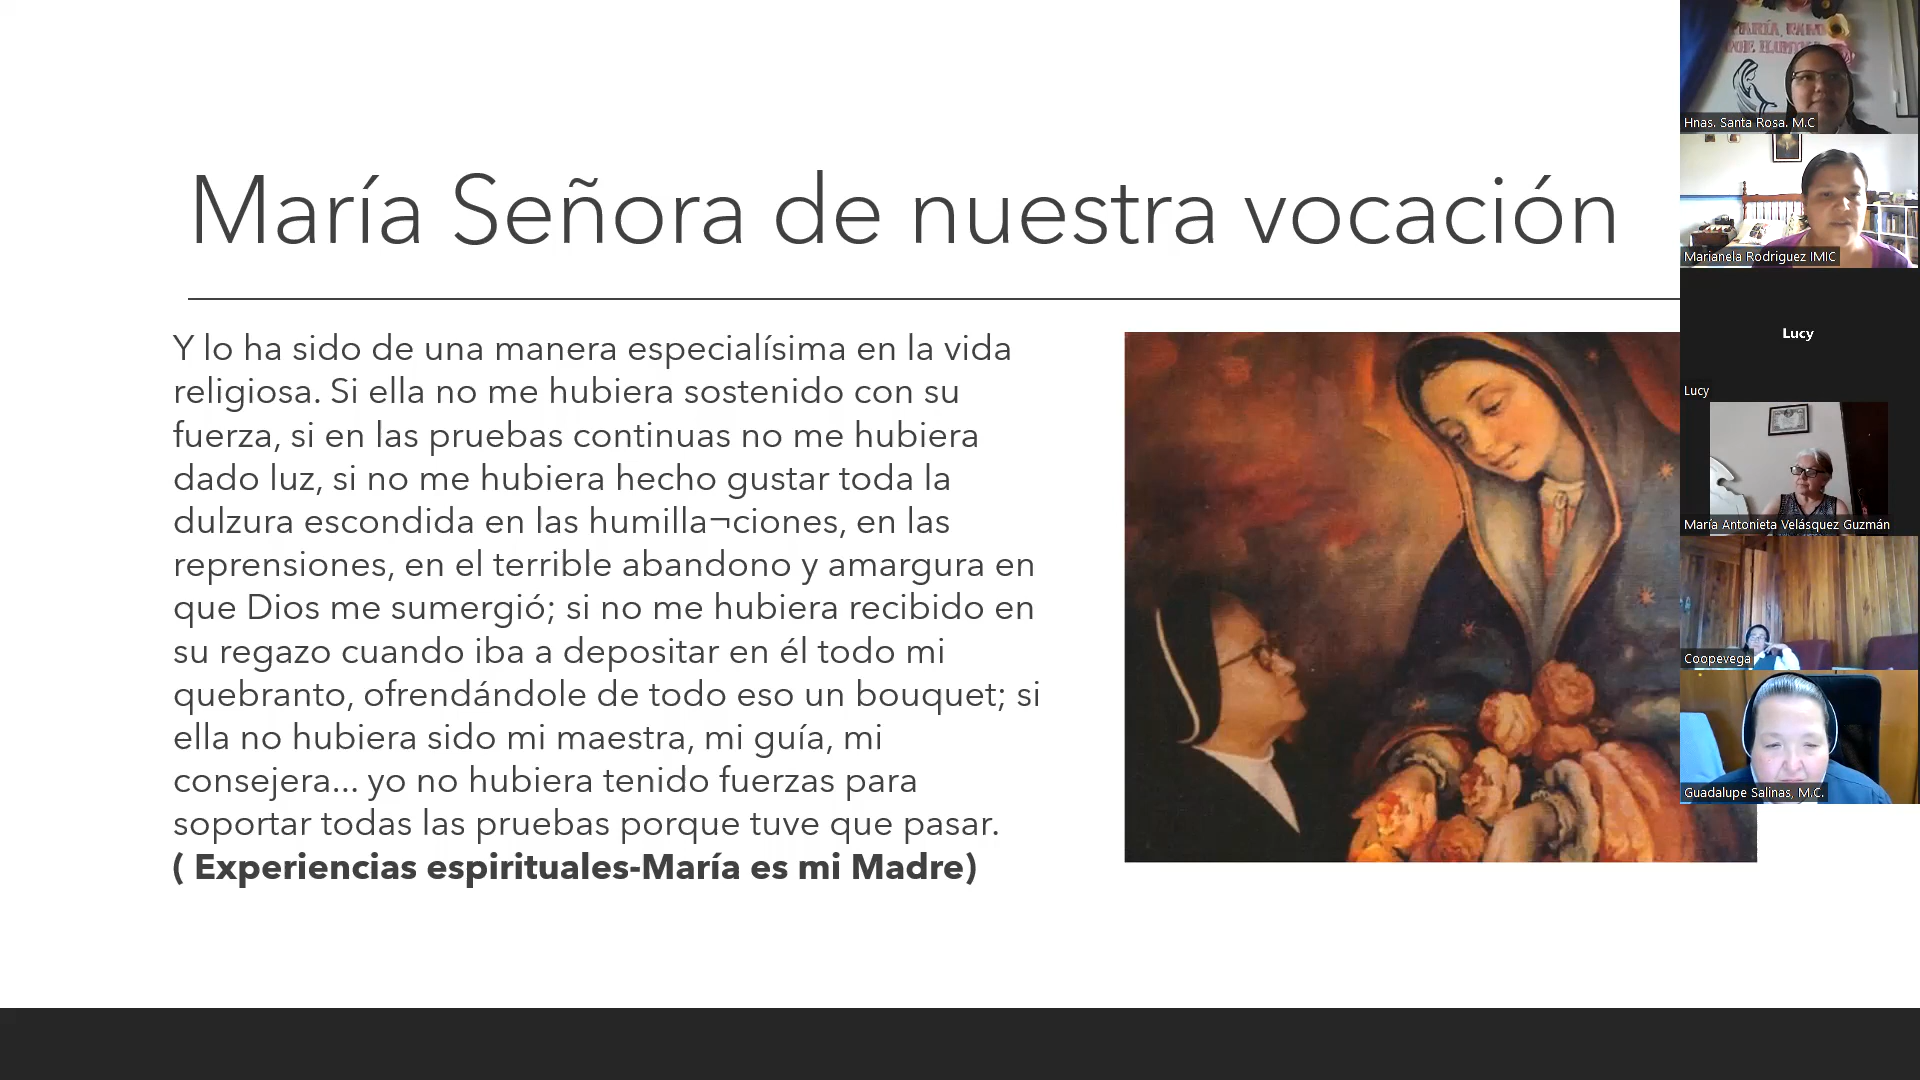 María Señora de nuestra vocación
Y lo ha sido de una manera especialísima en la vida
religiosa. Si ella no me hubiera sostenido con su
fuerza, si en las pruebas continuas no me hubiera
dado luz, si no me hubiera hecho gustar toda la
dulzura escondida en las humilla¬ciones, en las
reprensiones, en el terrible abandono y amargura en
que Dios me sumergió; si no me hubiera recibido en
su regazo cuando iba a depositar en él todo mi
quebranto, ofrendándole de todo eso un bouquet; si
ella no hubiera sido mi maestra, mi guía, mi
consejera... yo no hubiera tenido fuerzas para
soportar todas las pruebas porque tuve que pasar.
( Experiencias espirituales-María es mi Madre)
Hnas. Santa Rosa. M.C
Marianela Rodriguez IMIC
Lucy
Lucy
María Antonieta Velásquez Guzmán
Coopevega
Guadalupe Salinas, M.C.